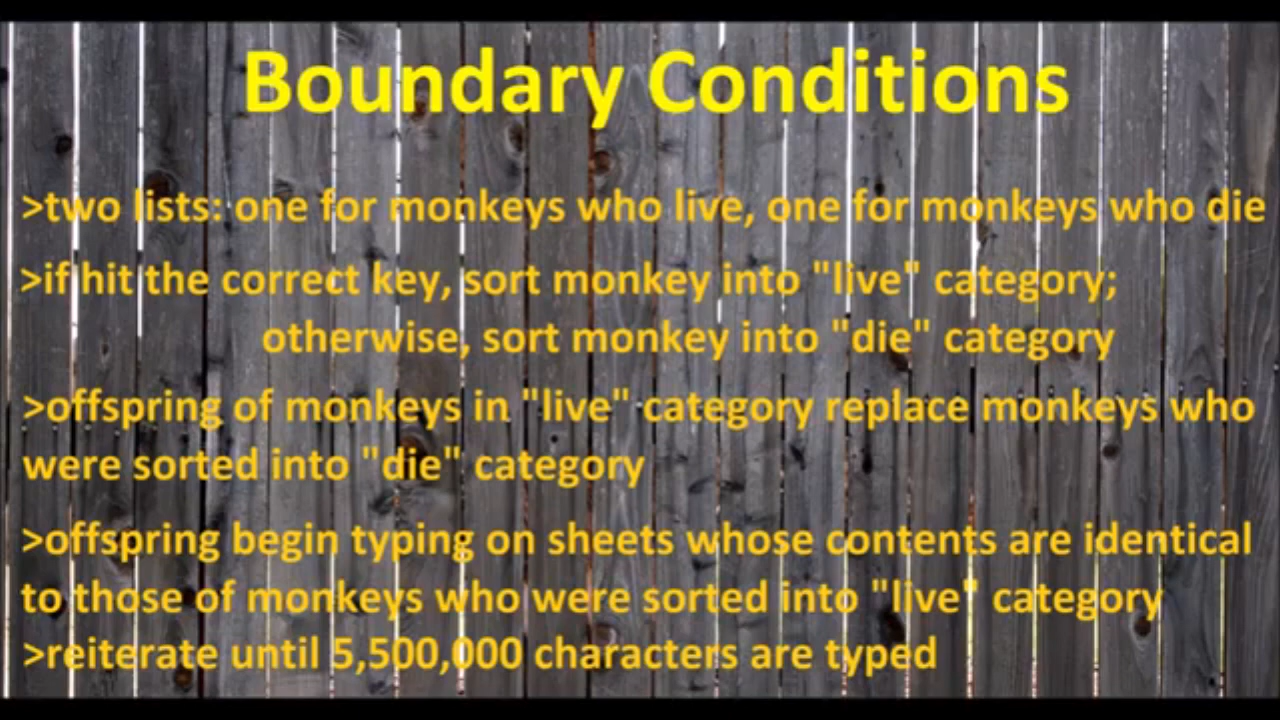 Boundary Conditions
>two lists: one for monkeys who live, one for monkeys who die
>if hit the correct key, sort monkey into "live" category;
otherwise, sort monkey into "die" category
>offspring of monkeys in "live" category replace monkeys who
were sorted into "die" category
>offspring begin typing on sheets whose contents are identical
to those of monkeys who were sorted into "live" category
>reiterate until 5,500,000 characters are typed